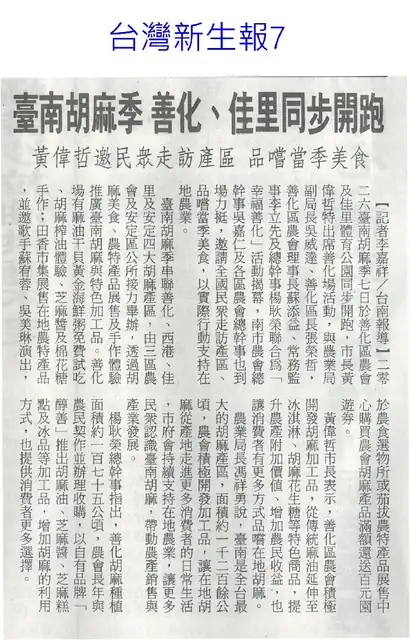 台灣新生報7
臺南胡麻季 善化、佳里同步開跑
黃偉哲邀民眾走訪產區 品嚐當季美食
【記者李嘉祥／台南報導】二零
二六臺南胡麻季七日於善化區農會
及佳里體育公園同步開跑，市長黃
偉哲特出席善化場活動，與農業局
副局長吳威達、善化區長張榮哲、
善化區農會理事長蘇添益、常務監
事李立先及總幹事楊耿榮聯合為「
幸福善化」活動揭幕，南市農會總
幹事吳嘉仁及各區農會總幹事也到
場力挺，邀請全國民眾走訪產區、
品嚐當季美食，以實際行動支持在
地農業。
臺南胡麻季串聯善化、西港、佳
里及安定四大胡麻產區，由三區農
會及安定區公所接力舉辦，透過胡
麻美食、農特產品展售及手作體驗
推廣臺南胡麻與特色加工品。善化
場有麻油干貝黃金海鮮粥免費試吃
、胡麻榨油體驗、芝麻醬及棉花糖
手作；田香市集展售在地農特產品
，並邀歌手蘇宥蓉、吳美琳演出，
於農食選物所或茄拔農特產品展售中
心購買農會胡麻產品滿額還送百元園
遊券。
黃偉哲市長表示，善化區農會積極
開發胡麻加工品，從傳統麻油延伸至
冰淇淋、胡麻花生糖等特色商品，提
升農產附加價值、增加農民收益，也
讓消費者有更多方式品嚐在地胡麻。
農業局長馮祥勇說，臺南是全台最
大的胡麻產區，面積約一千二百餘公
頃，農會積極開發加工品，讓在地胡
麻從產地走進更多消費者的日常生活
，市府會持續支持在地農業，讓更多
民眾認識臺南胡麻，帶動農產銷售與
產業發展。
楊耿榮總幹事指出，善化胡麻種植
面積約一百七十五公頃，農會長年與
農民契作並辦理收購，以自有品牌「
醇善」推出胡麻油、芝麻醬、芝麻糕
點及冰品等加工品，增加胡麻的利用
方式，也提供消費者更多選擇。